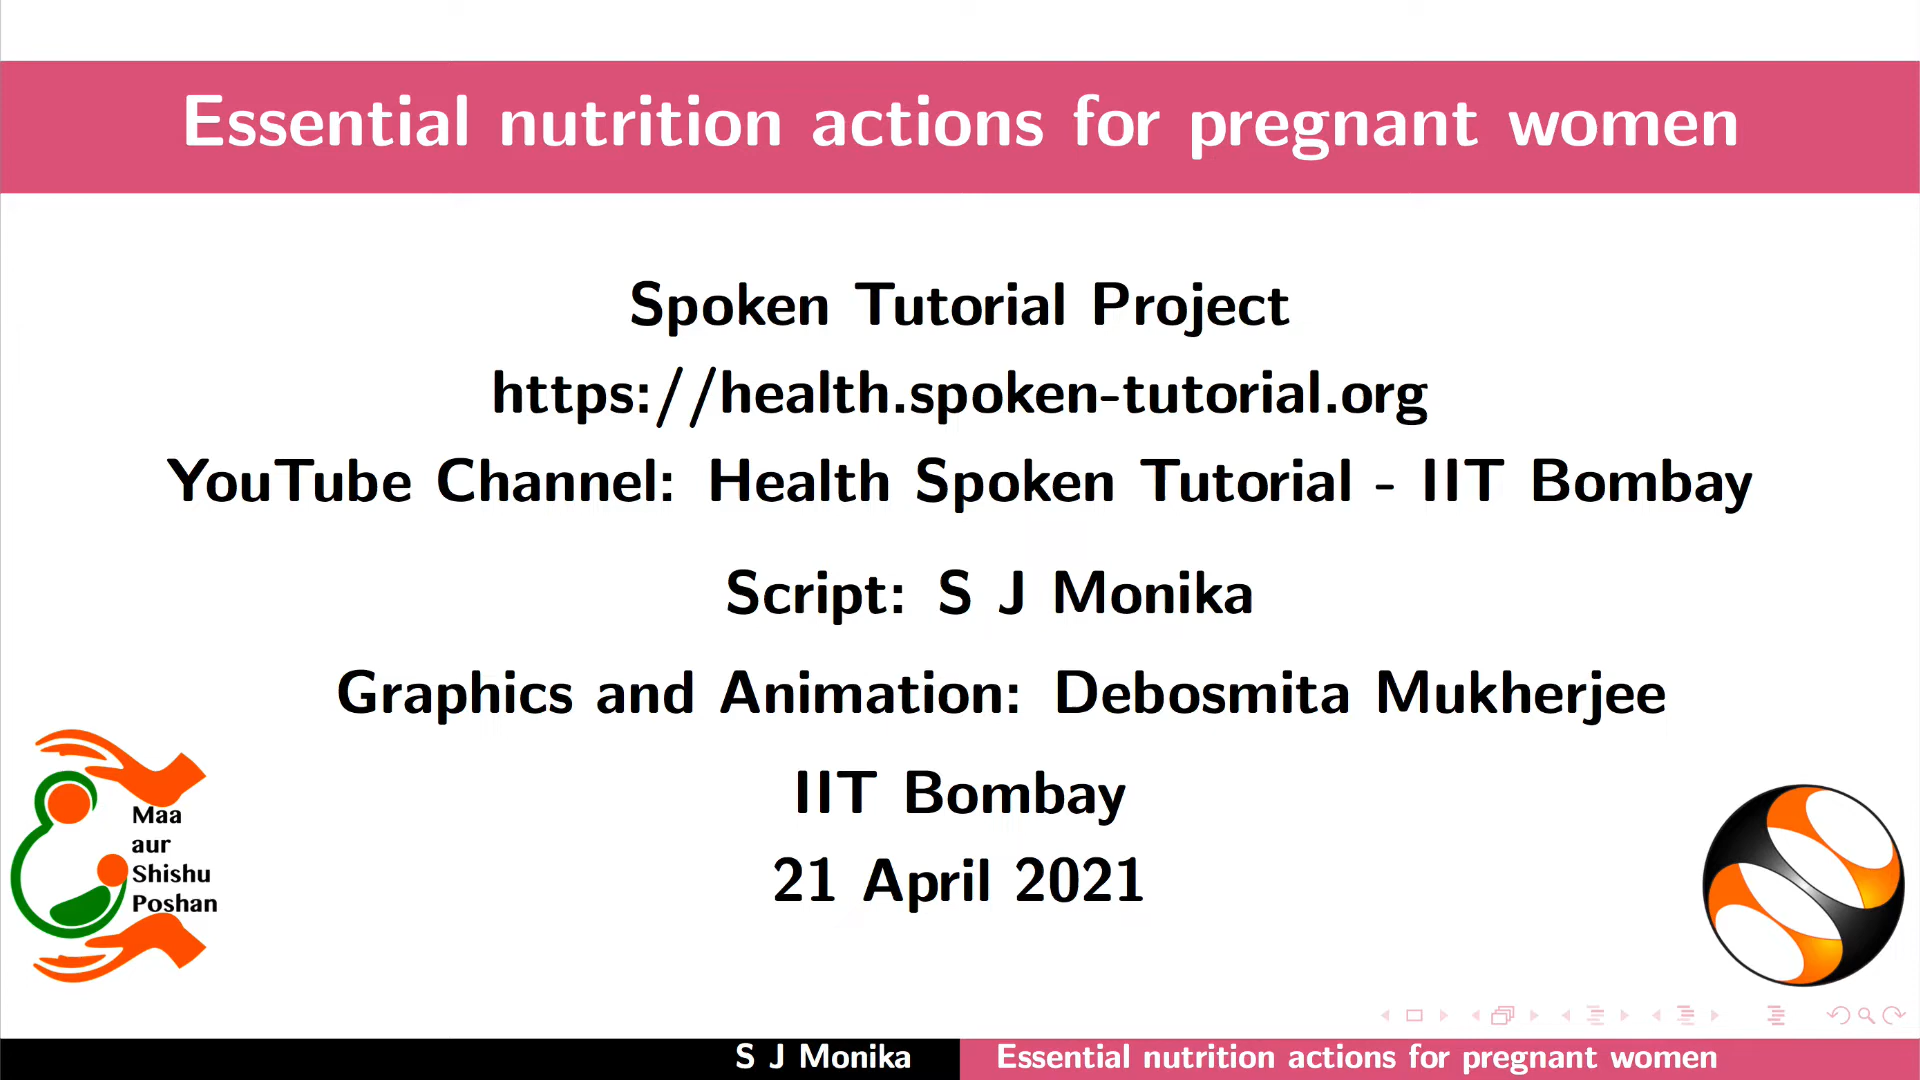 Essential nutrition actions for pregnant women
Spoken Tutorial Project
https://health.spoken-tutorial.org
YouTube Channel: Health Spoken Tutorial - IIT Bombay
Script: S J Monika
Graphics and Animation: Debosmita Mukherjee
IIT Bombay
21 April 2021
Maa
aur
Shishu
Poshan
S J Monika
Essential nutrition actions for pregnant women